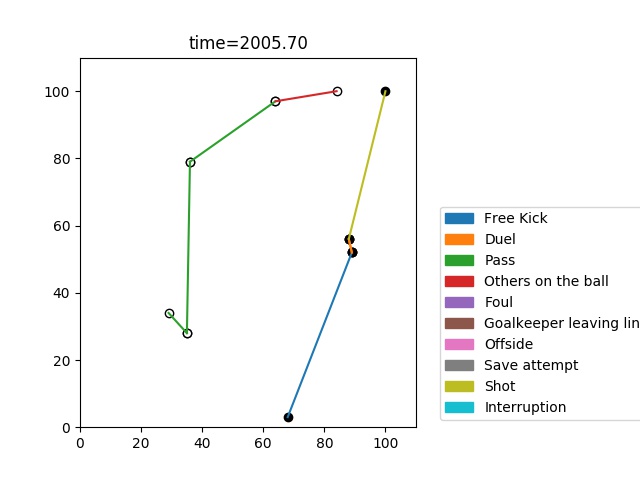 time=2005.70
100
80
60
40
20
0
0 20 40 60 80 100
Free Kick
Duel
Pass
Others on the ball
Foul
Goalkeeper leaving lin
Offside
Save attempt
Shot
Interruption